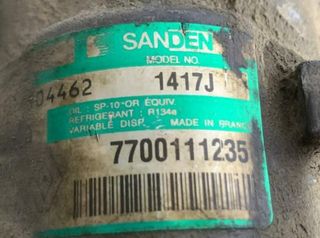 SANDEN
MODEL NO.
04462 1417J
OIL : SP-10 OR EQUIV.
REFRIGERANT : R134a
VARIABLE DISP. MADE IN FRANCE
7700111235